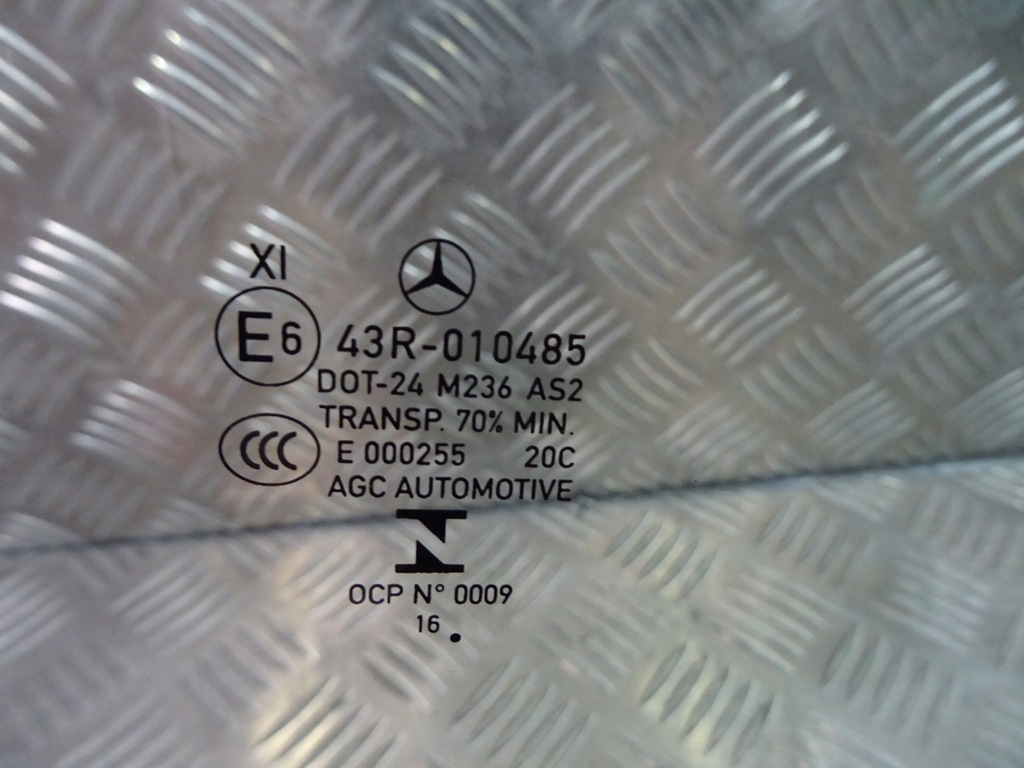 XI
E6 43R-010485
DOT-24 M236 AS2
TRANSP. 70% MIN.
CCC E 000255 20C
AGC AUTOMOTIVE
N
OCP N° 0009
16 .